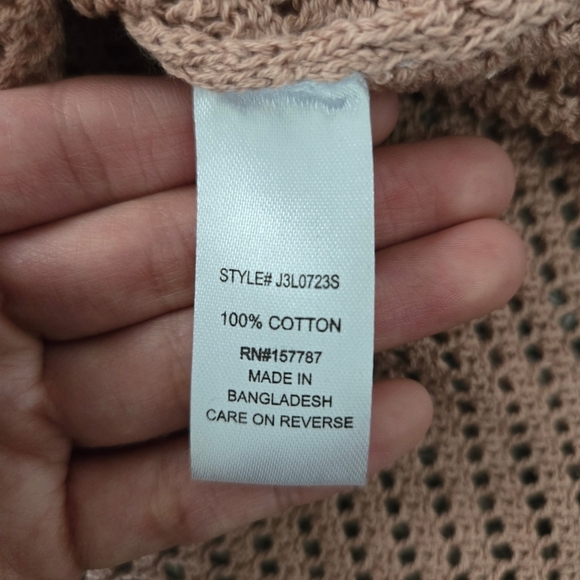 STYLE# J3L0723S
100% COTTON
RN#157787
MADE IN
BANGLADESH
CARE ON REVERSE